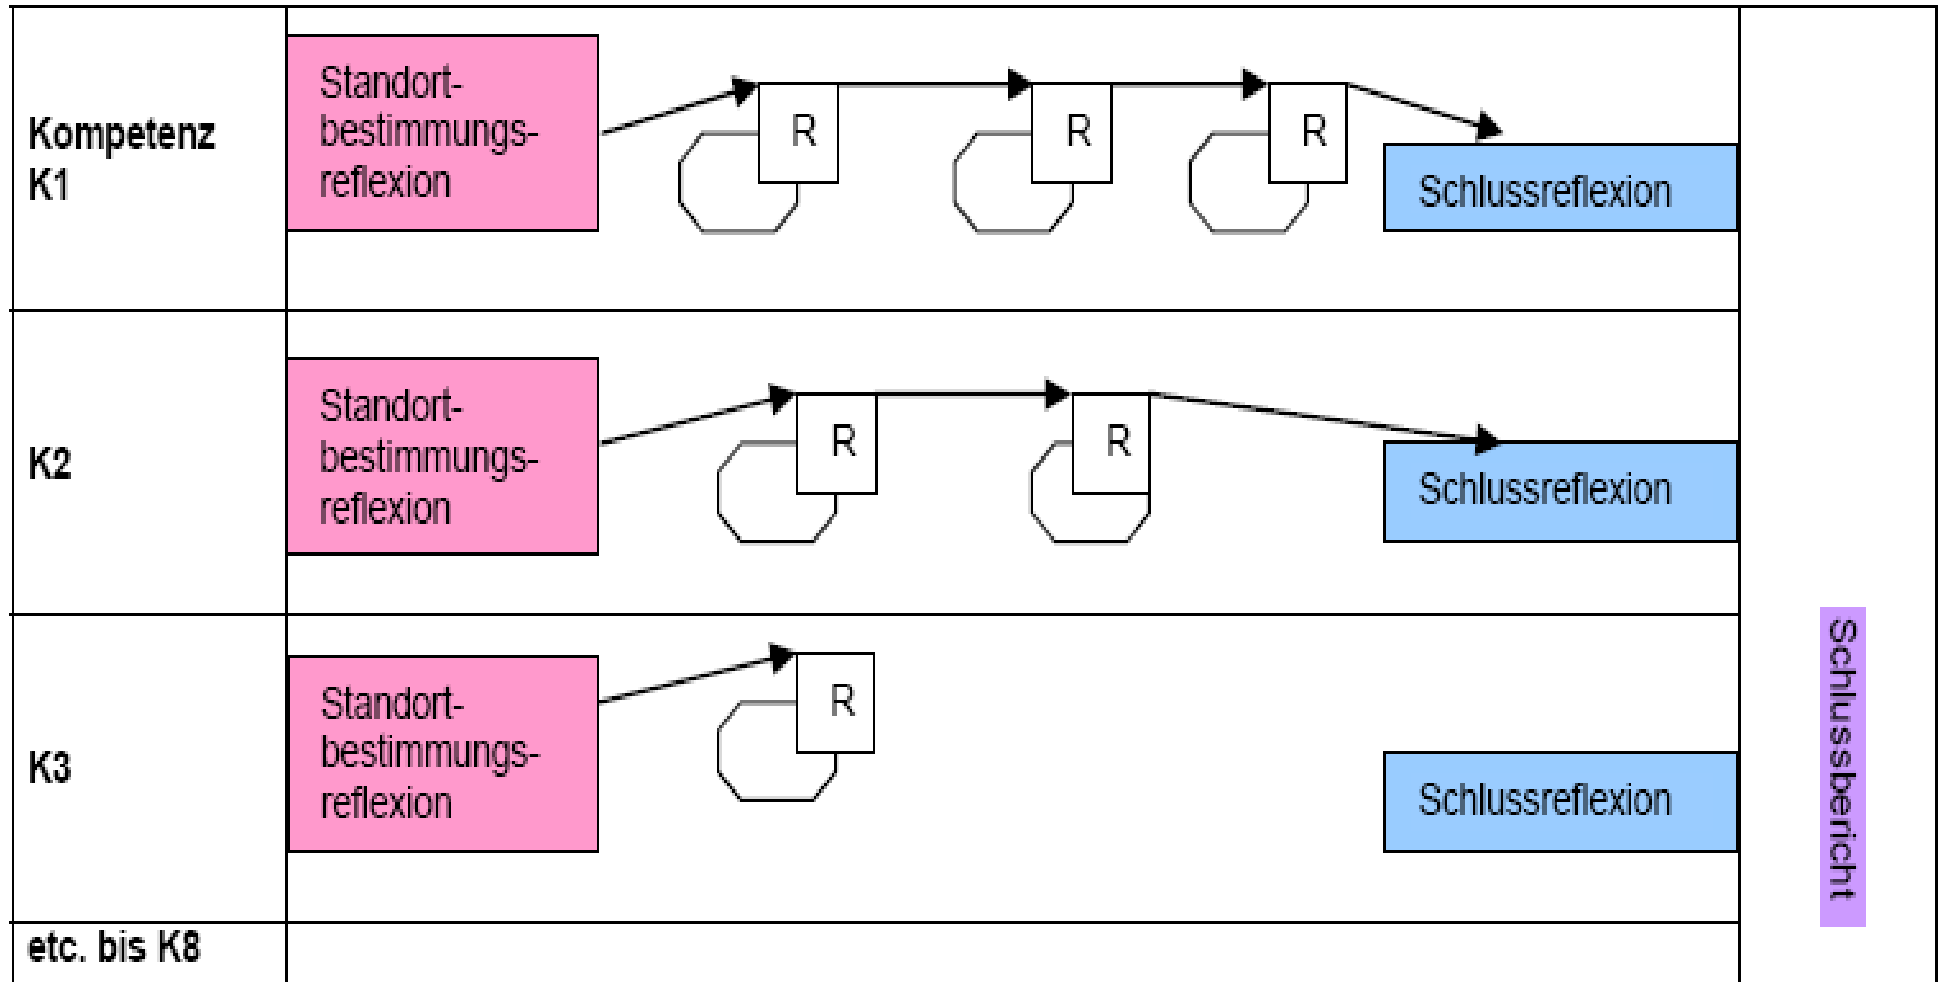 Kompetenz
K1
Standort-
bestimmungs-
reflexion
R
R
R
Schlussreflexion
K2
Standort-
bestimmungs-
reflexion
R
R
Schlussreflexion
K3
Standort-
bestimmungs-
reflexion
R
Schlussreflexion
etc. bis K8
Schlussbericht